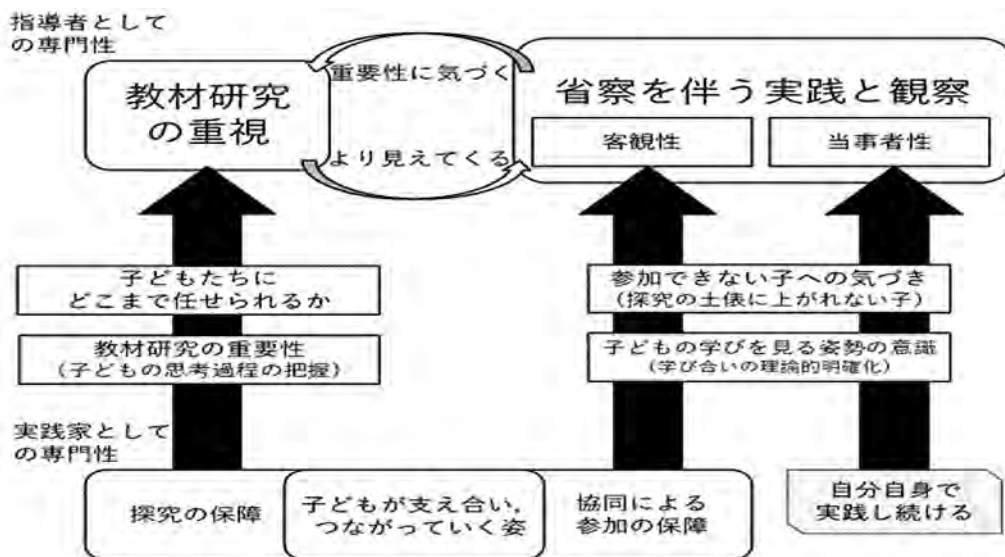 指導者として
の専門性
教材研究
の重視
重要性に気づく
より見えてくる
省察を伴う実践と観察
客観性
当事者性
子どもたちに
どこまで任せられるか
教材研究の重要性
(子どもの思考過程の把握)
参加できない子への気づき
(探究の土俵に上がれない子)
子どもの学びを見る姿勢の意識
(学び合いの理論的明確化)
実践家として
の専門性
探究の保障
子どもが支え合い,
つながっていく姿
協同による
参加の保障
自分自身で
実践し続ける